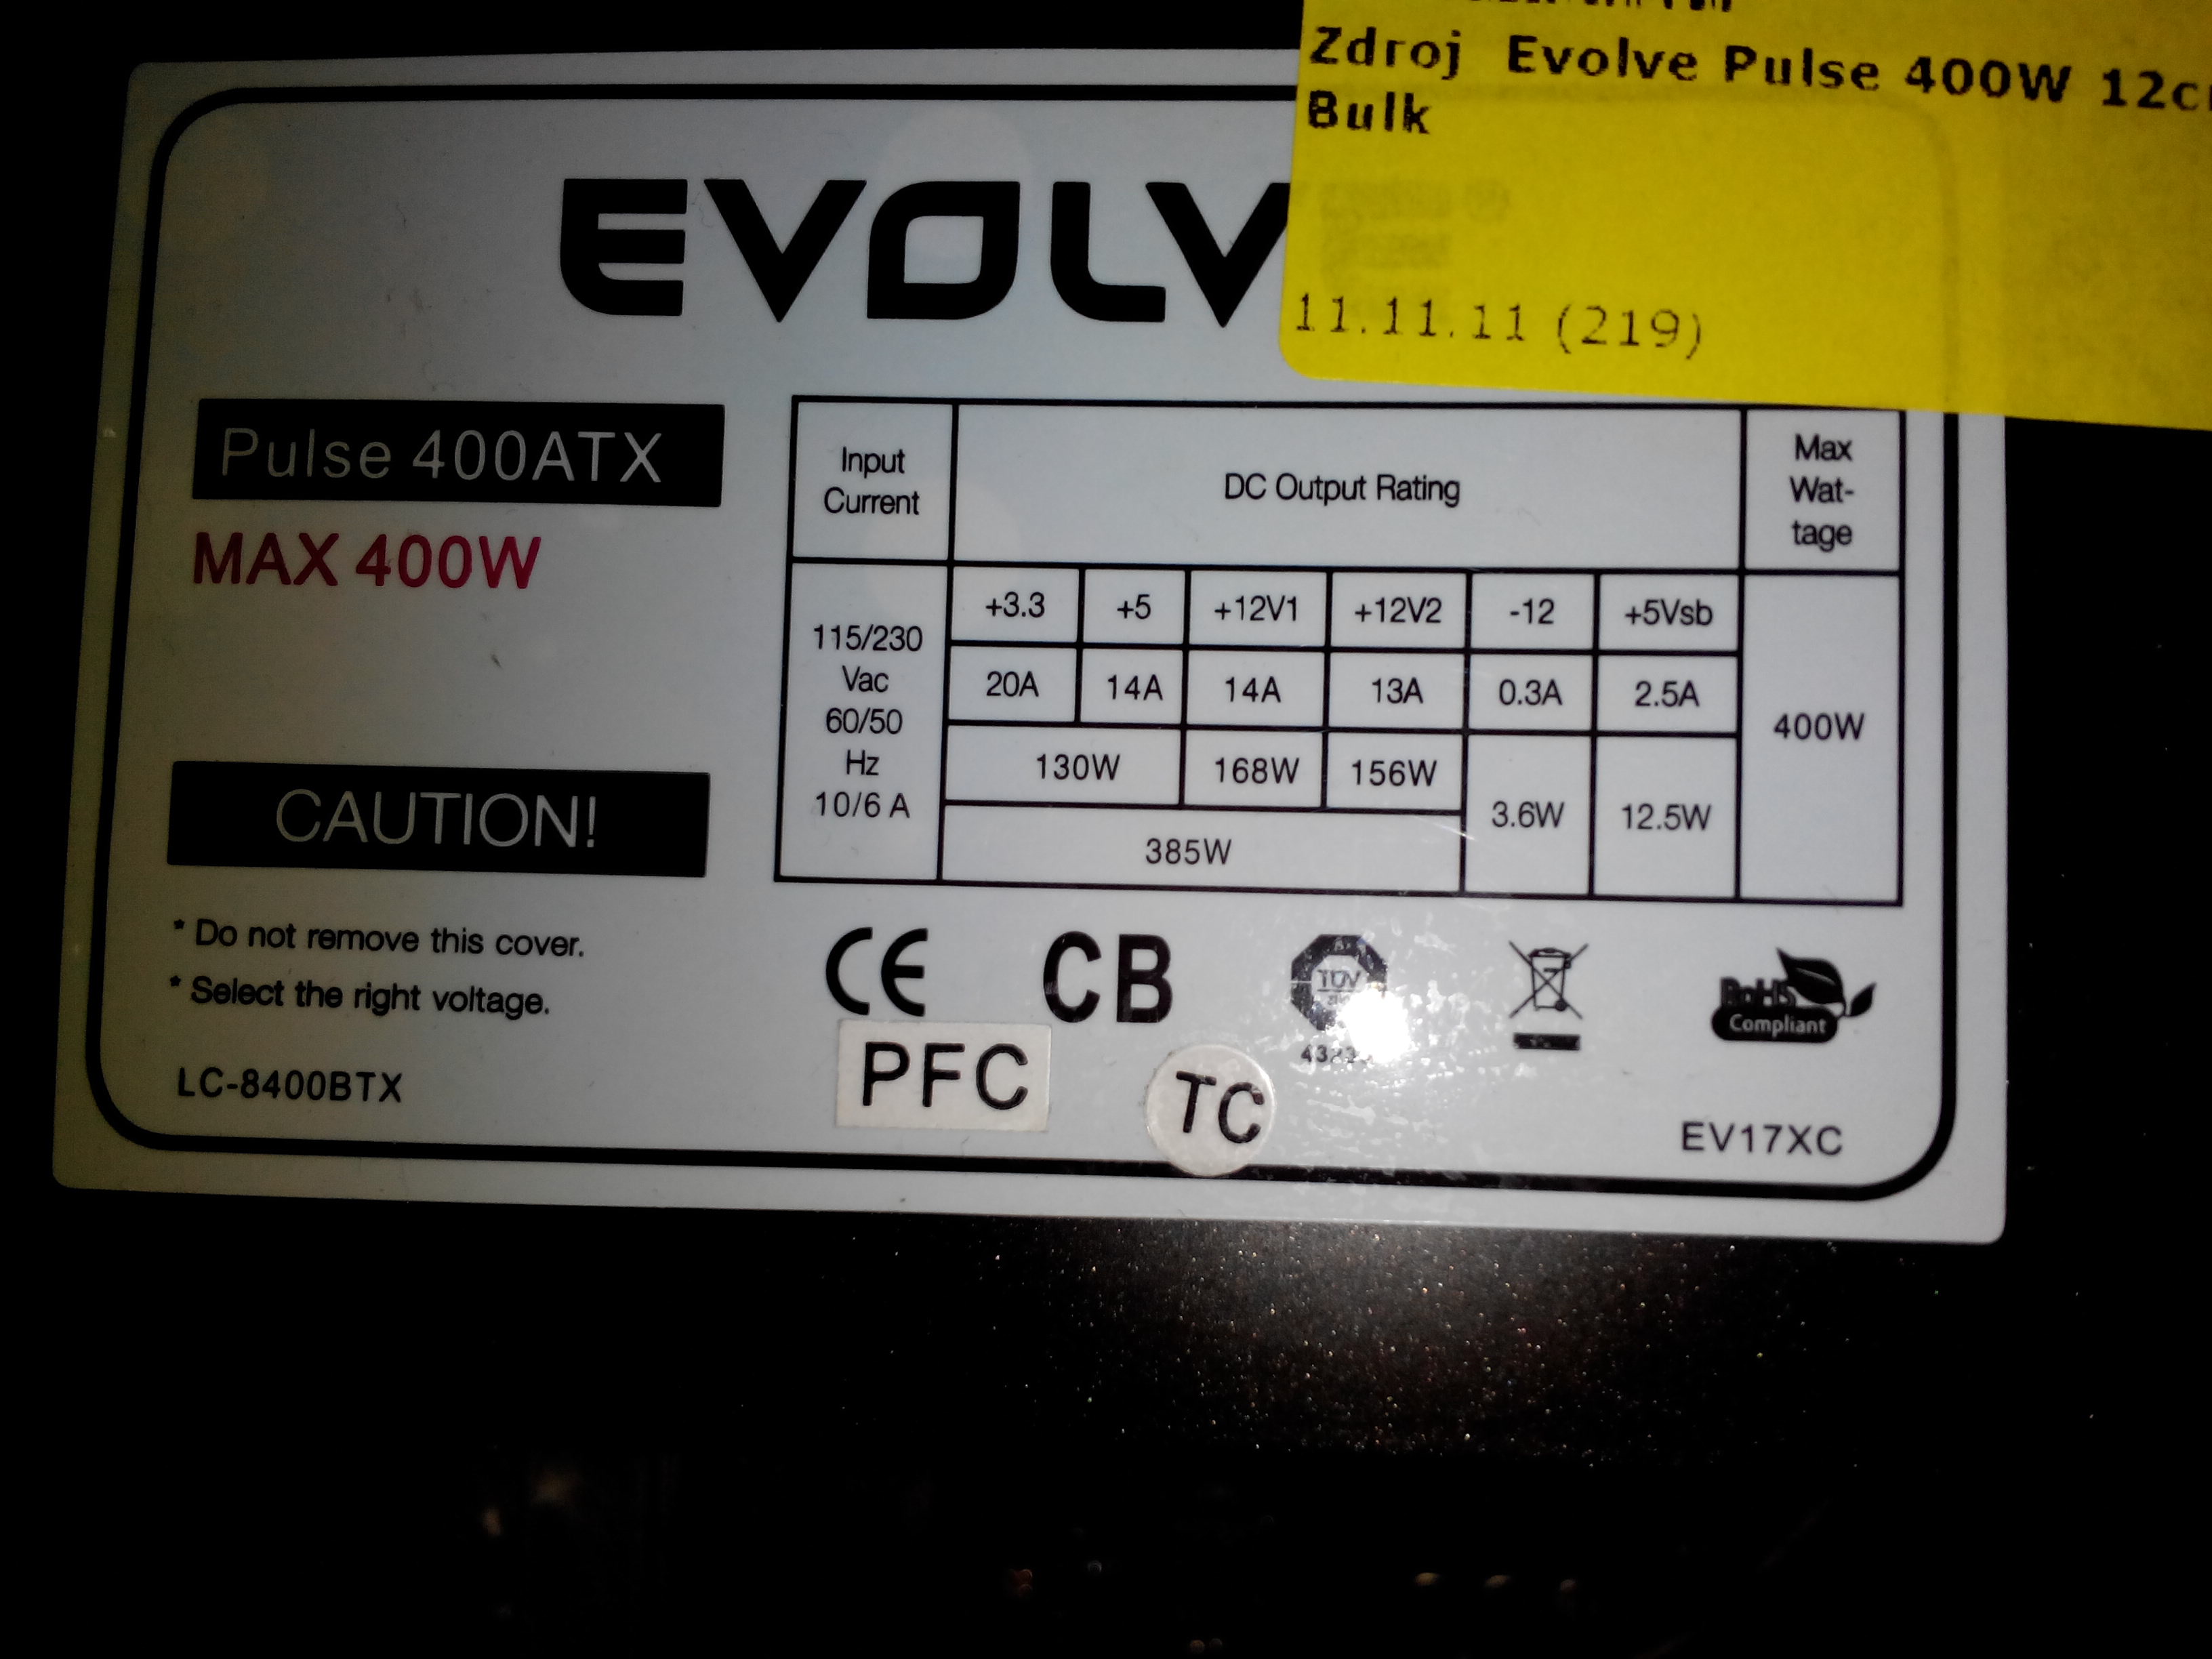 Zdroj Evolve Pulse 400W
Bulk
11.11.11 (219)
Pulse 400ATX
MAX 400W
CAUTION!
* Do not remove this cover.
* Select the right voltage.
LC-8400BTX
Input Current
DC Output Rating
Max Wat-tage
115/230
Vac
60/50
Hz
10/6 A
+3.3 +5 +12V1 +12V2 -12 +5Vsb
20A 14A 14A 13A 0.3A 2.5A
130W 168W 156W 3.6W 12.5W
385W
400W
CE CB TÜV
RoHS
Compliant
PFC
TC
EV17XC